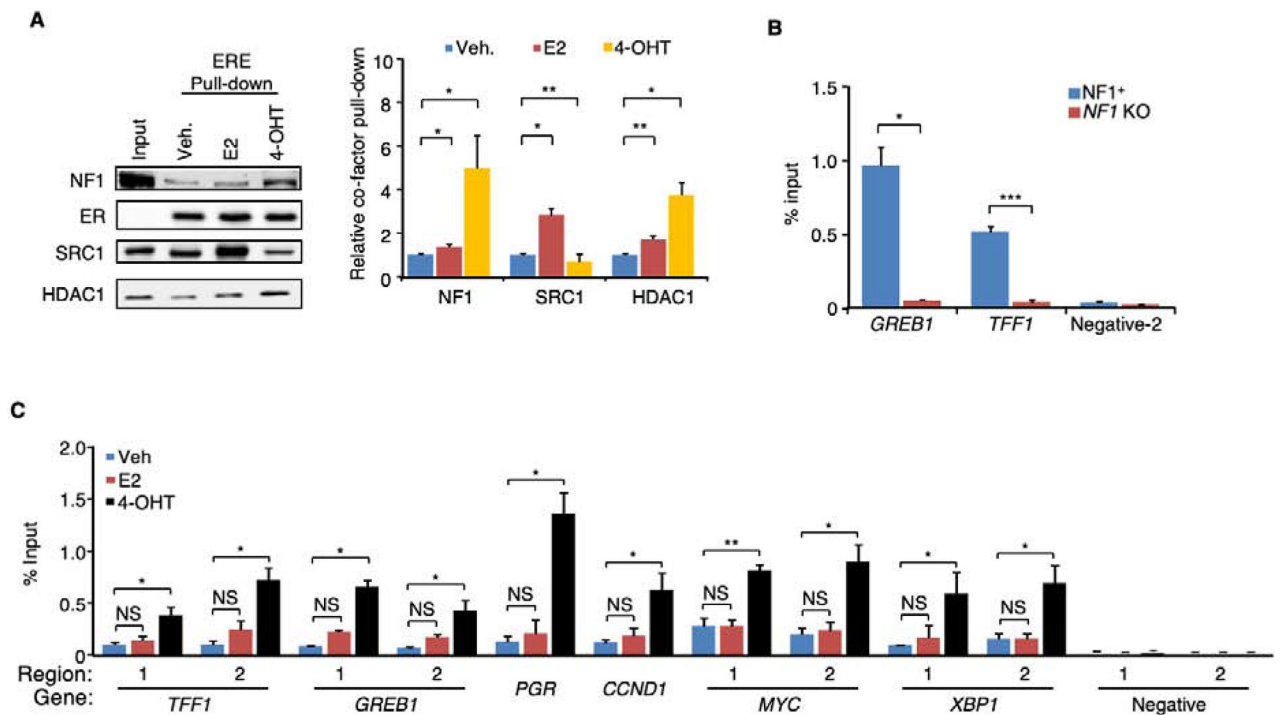 A
ERE
Pull-down
Input
Veh.
E2
4-OHT
NF1
ER
SRC1
HDAC1
Veh. E2 4-OHT
Relative co-factor pull-down
10
8
6
4
2
0
* * ** * * **
NF1 SRC1 HDAC1
B
NF1+
NF1 KO
% input
1.5
1.0
0.5
0
* ***
GREB1 TFF1 Negative-2
C
Veh
E2
4-OHT
% Input
2.0
1.5
1.0
0.5
0
* * * * * * ** * * *
NS NS NS NS NS NS NS NS NS NS
Region: 1 2 1 2 1 2 1 2 1 2
Gene: TFF1 GREB1 PGR CCND1 MYC XBP1 Negative